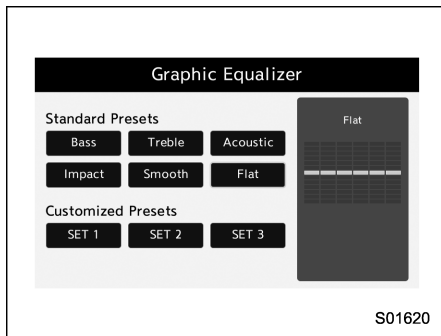 Graphic Equalizer
Standard Presets
Bass Treble Acoustic
Impact Smooth Flat
Customized Presets
SET 1 SET 2 SET 3
Flat
S01620